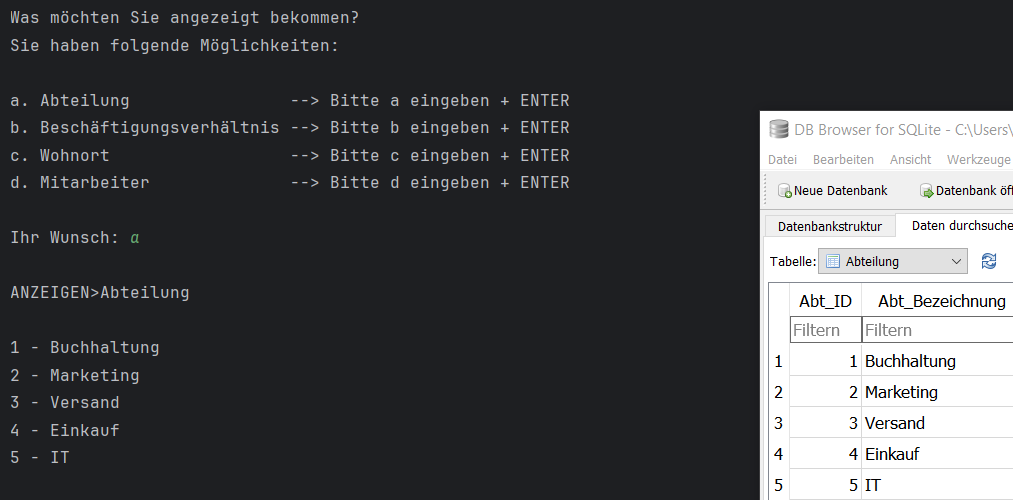 Was möchten Sie angezeigt bekommen?
Sie haben folgende Möglichkeiten:
a. Abteilung --> Bitte a eingeben + ENTER
b. Beschäftigungsverhältnis --> Bitte b eingeben + ENTER
c. Wohnort --> Bitte c eingeben + ENTER
d. Mitarbeiter --> Bitte d eingeben + ENTER
Ihr Wunsch: a
ANZEIGEN>Abteilung
1 - Buchhaltung
2 - Marketing
3 - Versand
4 - Einkauf
5 - IT
DB Browser for SQLite - C:\Users\
Datei Bearbeiten Ansicht Werkzeuge
Neue Datenbank Datenbank öff
Datenbankstruktur Daten durchsuche
Tabelle: Abteilung
Abt_ID Abt_Bezeichnung
Filtern Filtern
1 1 Buchhaltung
2 2 Marketing
3 3 Versand
4 4 Einkauf
5 5 IT